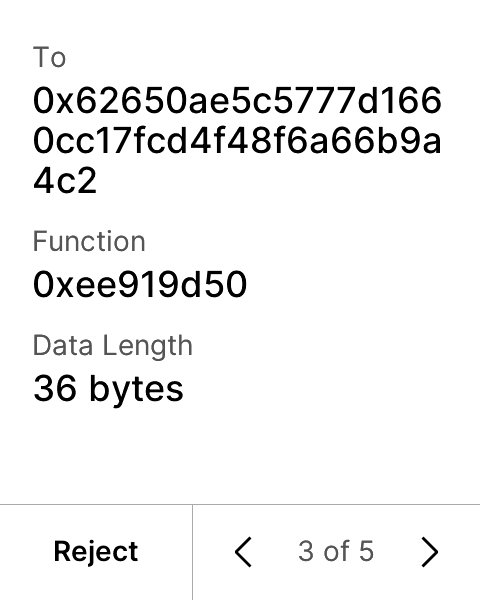 To
0x62650ae5c5777d166
0cc17fcd4f48f6a66b9a
4c2
Function
0xee919d50
Data Length
36 bytes
Reject
3 of 5